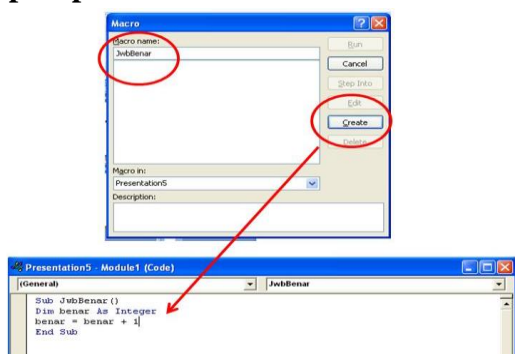 Macro
Macro name:
JwbBenar
Run
Cancel
Step Into
Edit
Create
Delete
Macro in:
Presentation5
Description:
Presentation5 - Module1 (Code)
(General)
JwbBenar
Sub JwbBenar()
Dim benar As Integer
benar = benar + 1
End Sub